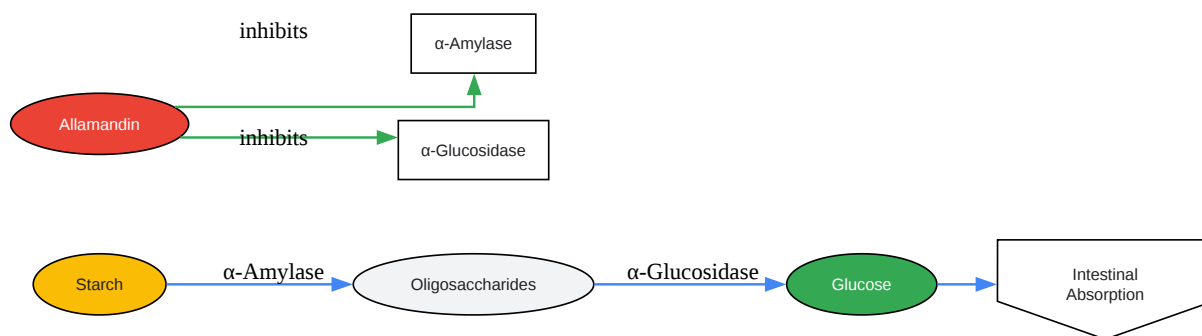 inhibits
α-Amylase
Allamandin
inhibits
α-Glucosidase
Starch
α-Amylase
Oligosaccharides
α-Glucosidase
Glucose
Intestinal
Absorption